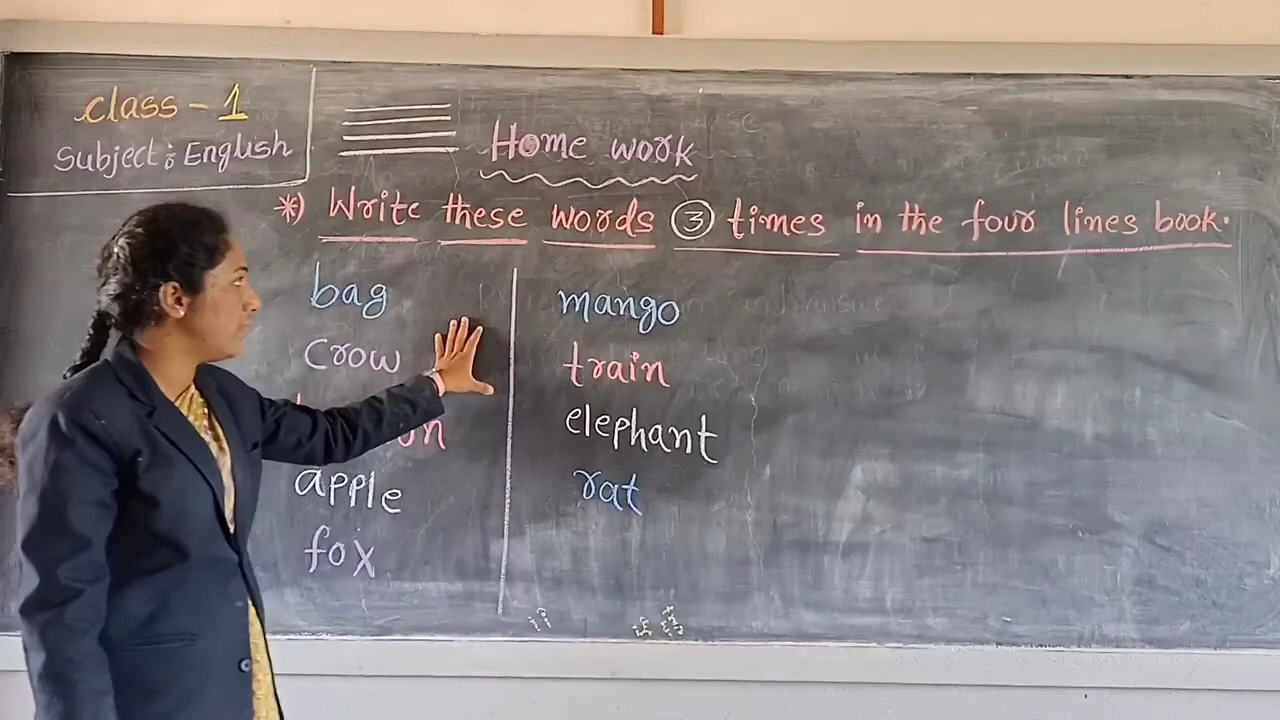 class - 1
Subject : English
Home work
*) Write these words ③ times in the four lines book.
bag
crow
apple
fox
mango
train
elephant
rat